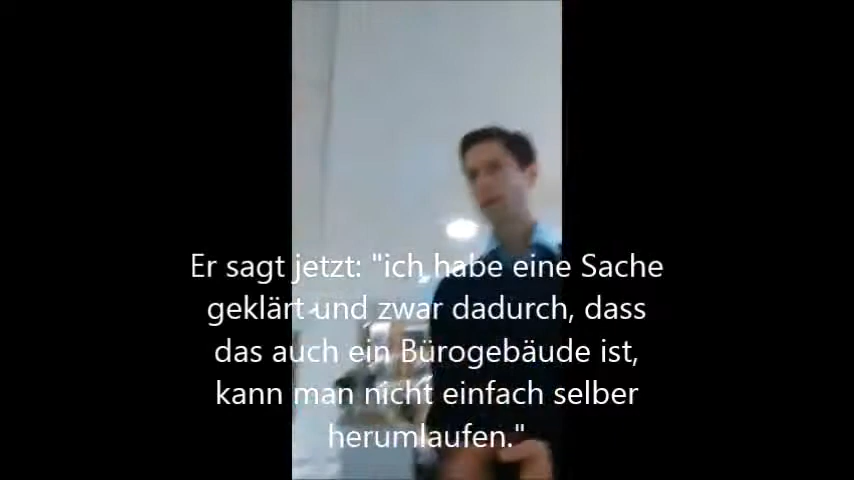 Er sagt jetzt: "ich habe eine Sache
geklärt und zwar dadurch, dass
das auch ein Bürogebäude ist,
kann man nicht einfach selber
herumlaufen."